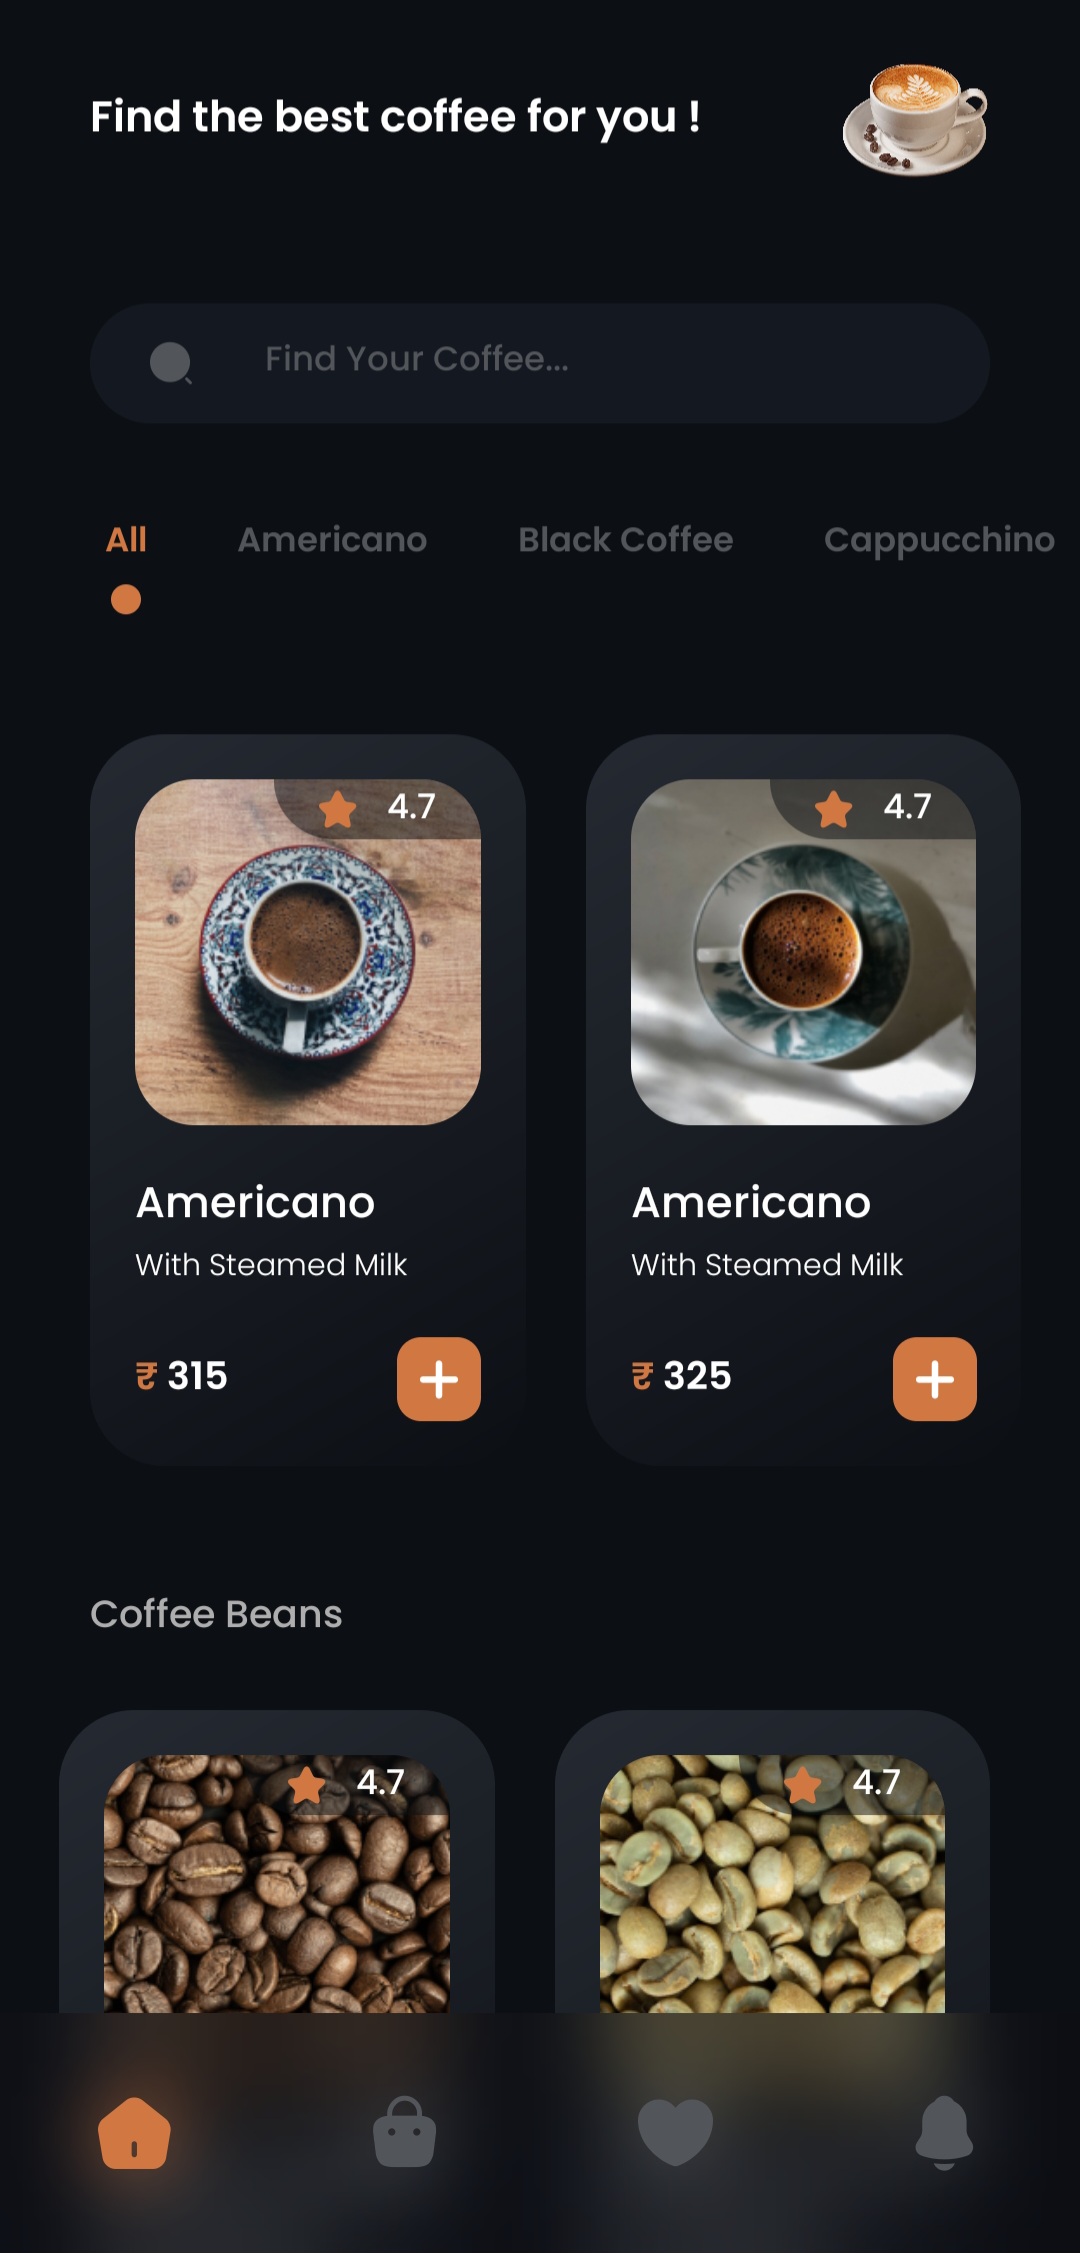 Find the best coffee for you !
Find Your Coffee...
All Americano Black Coffee Cappucchino
4.7 4.7
Americano Americano
With Steamed Milk With Steamed Milk
₹ 315 ₹ 325
Coffee Beans
4.7 4.7